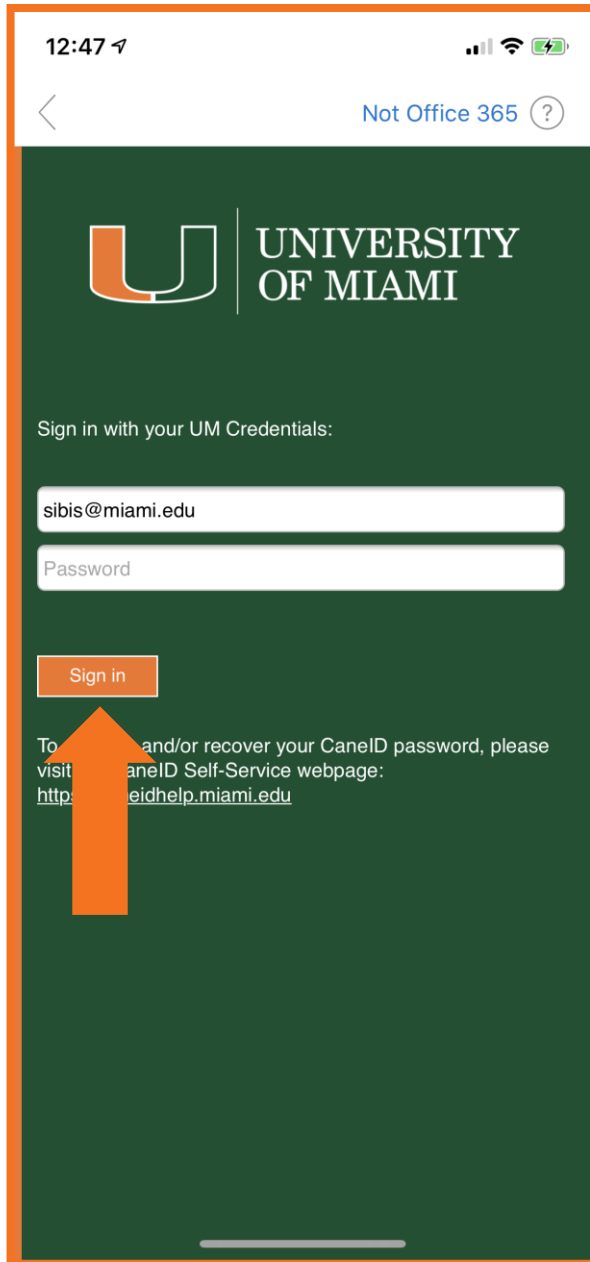 12:47
Not Office 365 ?
UNIVERSITY
OF MIAMI
Sign in with your UM Credentials:
sibis@miami.edu
Password
Sign in
To and/or recover your CaneID password, please
visit aneID Self-Service webpage:
http eidhelp.miami.edu